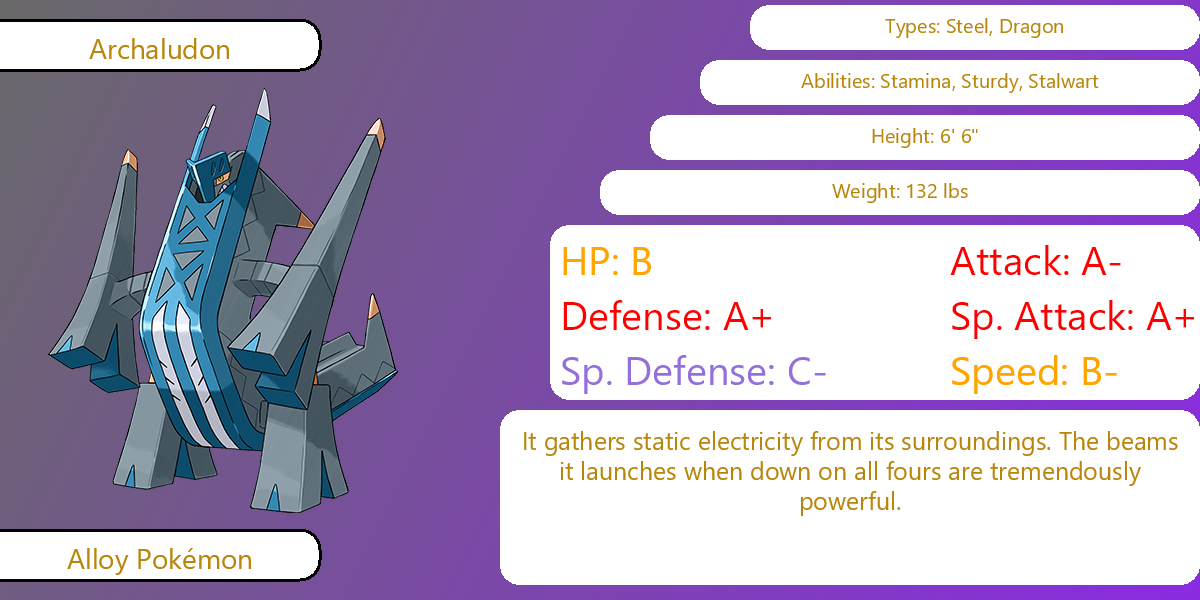 Archaludon
Types: Steel, Dragon
Abilities: Stamina, Sturdy, Stalwart
Height: 6' 6"
Weight: 132 lbs
HP: B
Attack: A-
Defense: A+
Sp. Attack: A+
Sp. Defense: C-
Speed: B-
It gathers static electricity from its surroundings. The beams
it launches when down on all fours are tremendously
powerful.
Alloy Pokémon